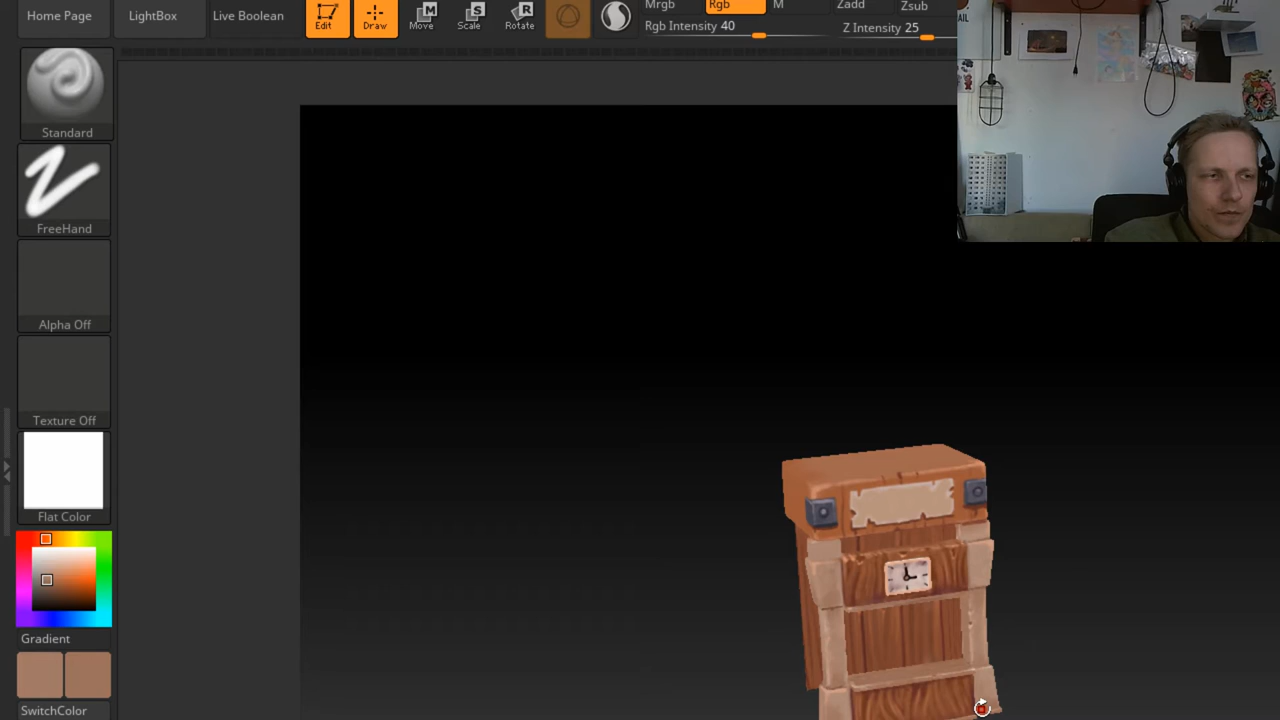 Home Page
LightBox
Live Boolean
Edit
Draw
Move
Scale
Rotate
Mrgb
Rgb
M
Zadd
Zsub
Rgb Intensity 40
Z Intensity 25
Standard
FreeHand
Alpha Off
Texture Off
Flat Color
Gradient
SwitchColor